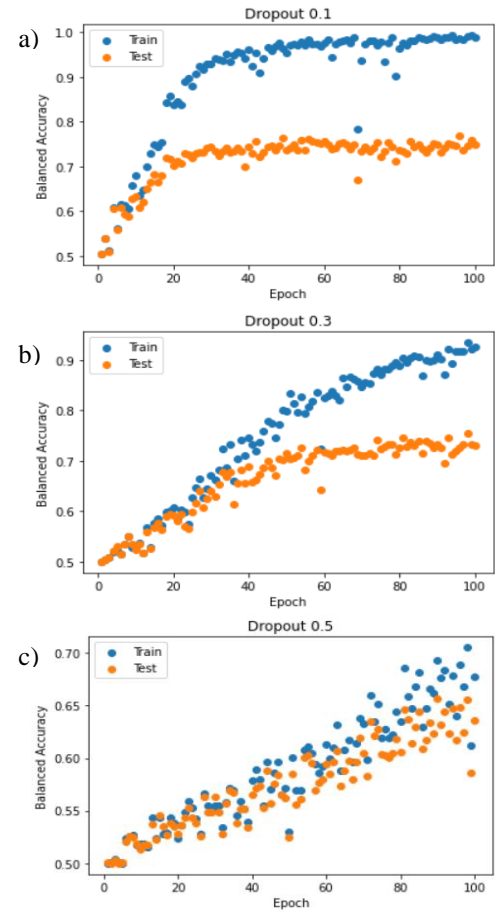 Dropout 0.1
a)
Train
Test
1.0
0.9
0.8
0.7
0.6
0.5
Balanced Accuracy
0 20 40 60 80 100
Epoch
Dropout 0.3
b)
Train
Test
0.9
0.8
0.7
0.6
0.5
Balanced Accuracy
0 20 40 60 80 100
Epoch
Dropout 0.5
c)
Train
Test
0.70
0.65
0.60
0.55
0.50
Balanced Accuracy
0 20 40 60 80 100
Epoch